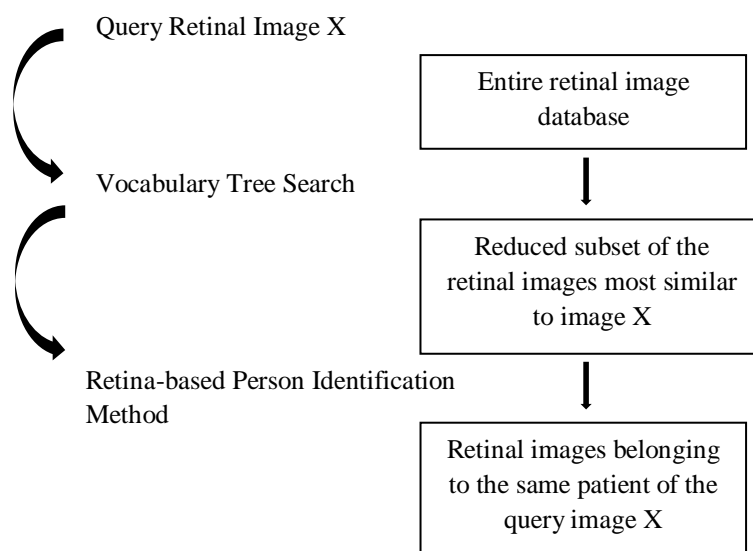 Query Retinal Image X
Entire retinal image
database
Vocabulary Tree Search
Reduced subset of the
retinal images most similar
to image X
Retina-based Person Identification
Method
Retinal images belonging
to the same patient of the
query image X